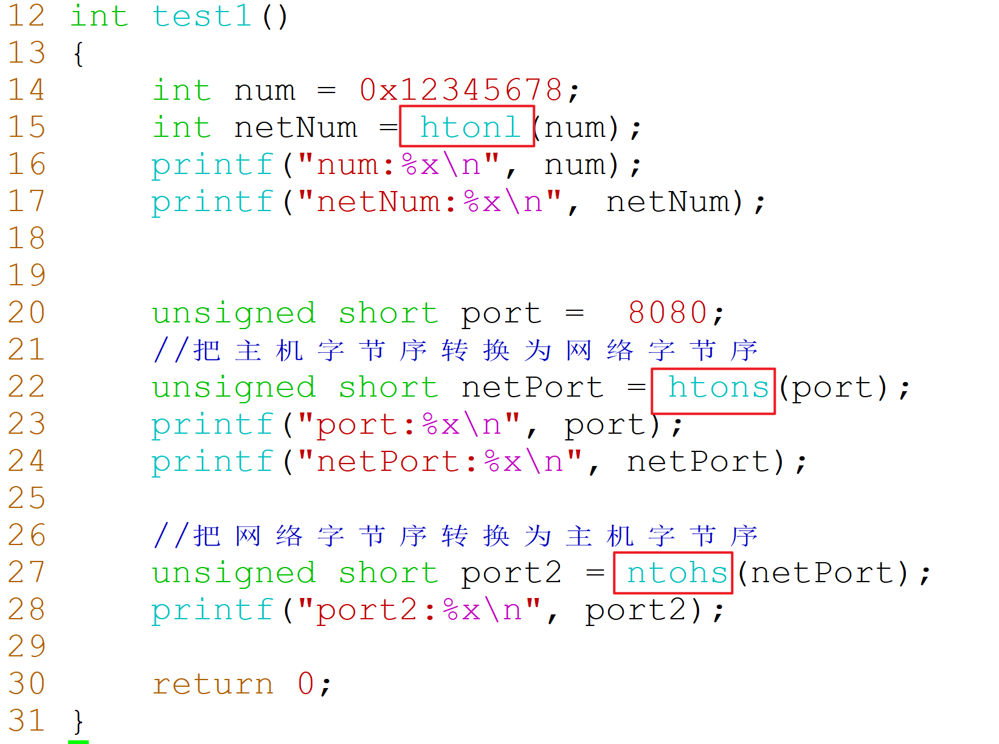 12 int test1()
13 {
14     int num = 0x12345678;
15     int netNum = htonl(num);
16     printf("num:%x\n", num);
17     printf("netNum:%x\n", netNum);
18
19
20     unsigned short port =  8080;
21     //把主机字节序转换为网络字节序
22     unsigned short netPort = htons(port);
23     printf("port:%x\n", port);
24     printf("netPort:%x\n", netPort);
25
26     //把网络字节序转换为主机字节序
27     unsigned short port2 = ntohs(netPort);
28     printf("port2:%x\n", port2);
29
30     return 0;
31 }